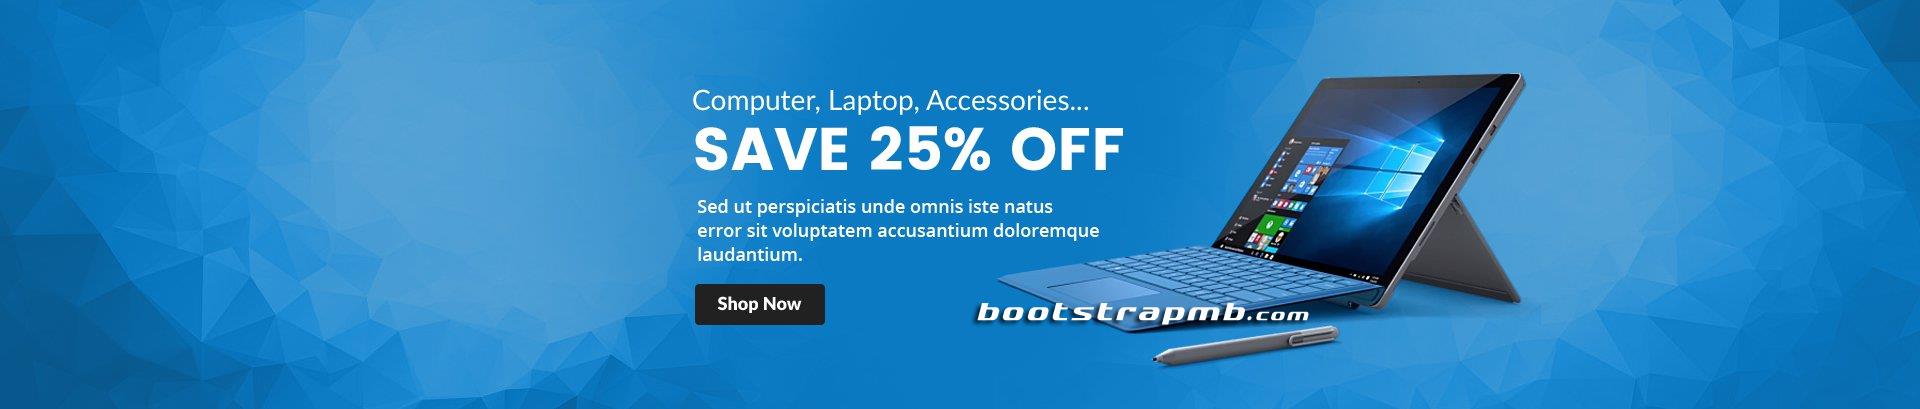 Computer, Laptop, Accessories...
SAVE 25% OFF
Sed ut perspiciatis unde omnis iste natus
error sit voluptatem accusantium doloremque
laudantium.
Shop Now
bootstrapmb.com